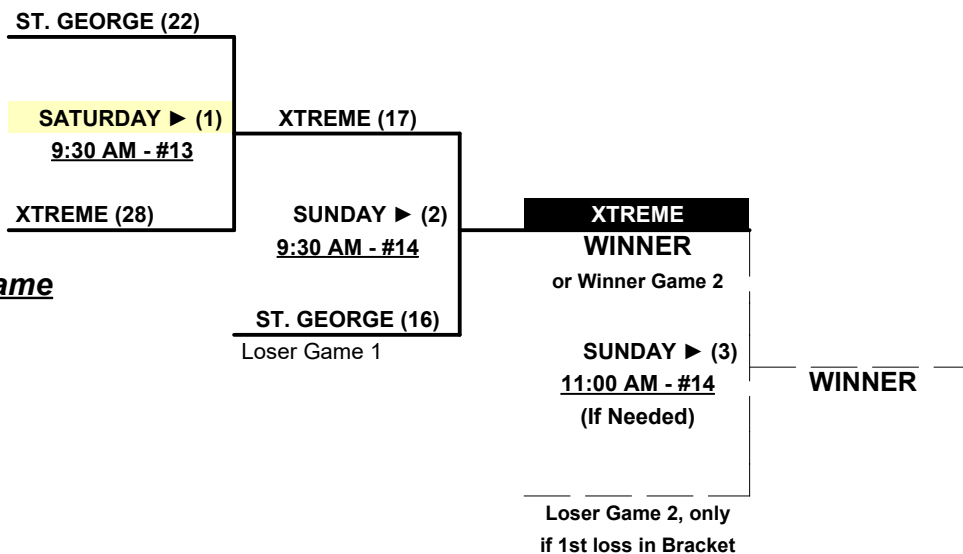 ST. GEORGE (22)
SATURDAY ► (1)
9:30 AM - #13
XTREME (28)
XTREME (17)
SUNDAY ► (2)
9:30 AM - #14
ST. GEORGE (16)
Loser Game 1
XTREME
WINNER
or Winner Game 2
SUNDAY ► (3)
11:00 AM - #14
(If Needed)
Loser Game 2, only
if 1st loss in Bracket
WINNER